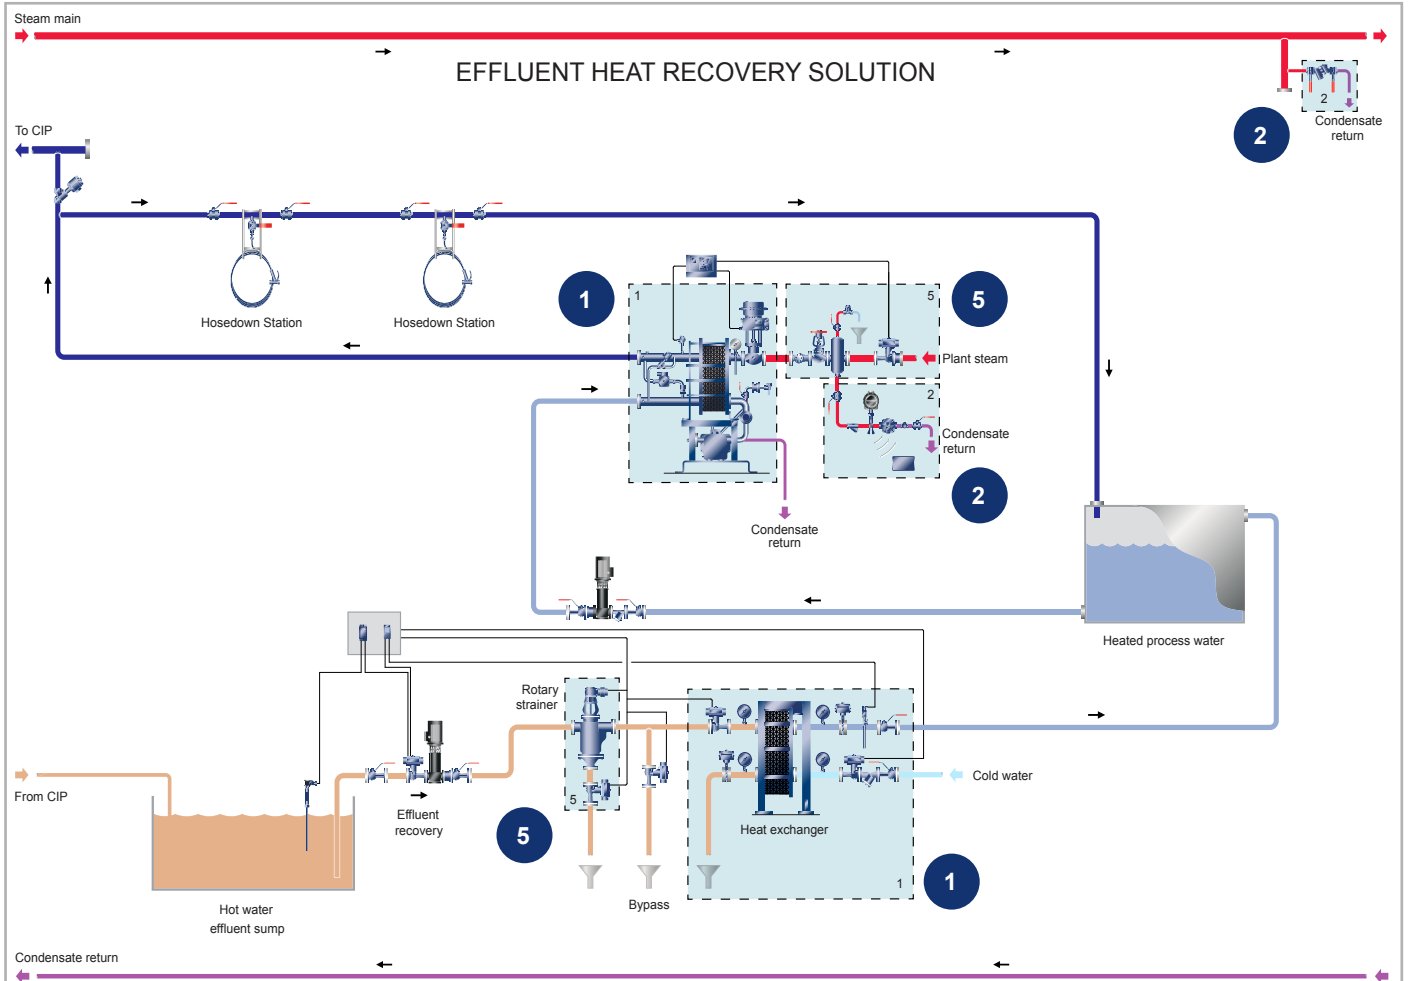 Steam main
EFFLUENT HEAT RECOVERY SOLUTION
2
Condensate
return
2
To CIP
Hosedown Station
Hosedown Station
1
1
5
5
Plant steam
2
Condensate
return
2
Condensate
return
Heated process water
Rotary
strainer
5
5
From CIP
Effluent
recovery
Hot water
effluent sump
Bypass
Heat exchanger
Cold water
1
1
Condensate return